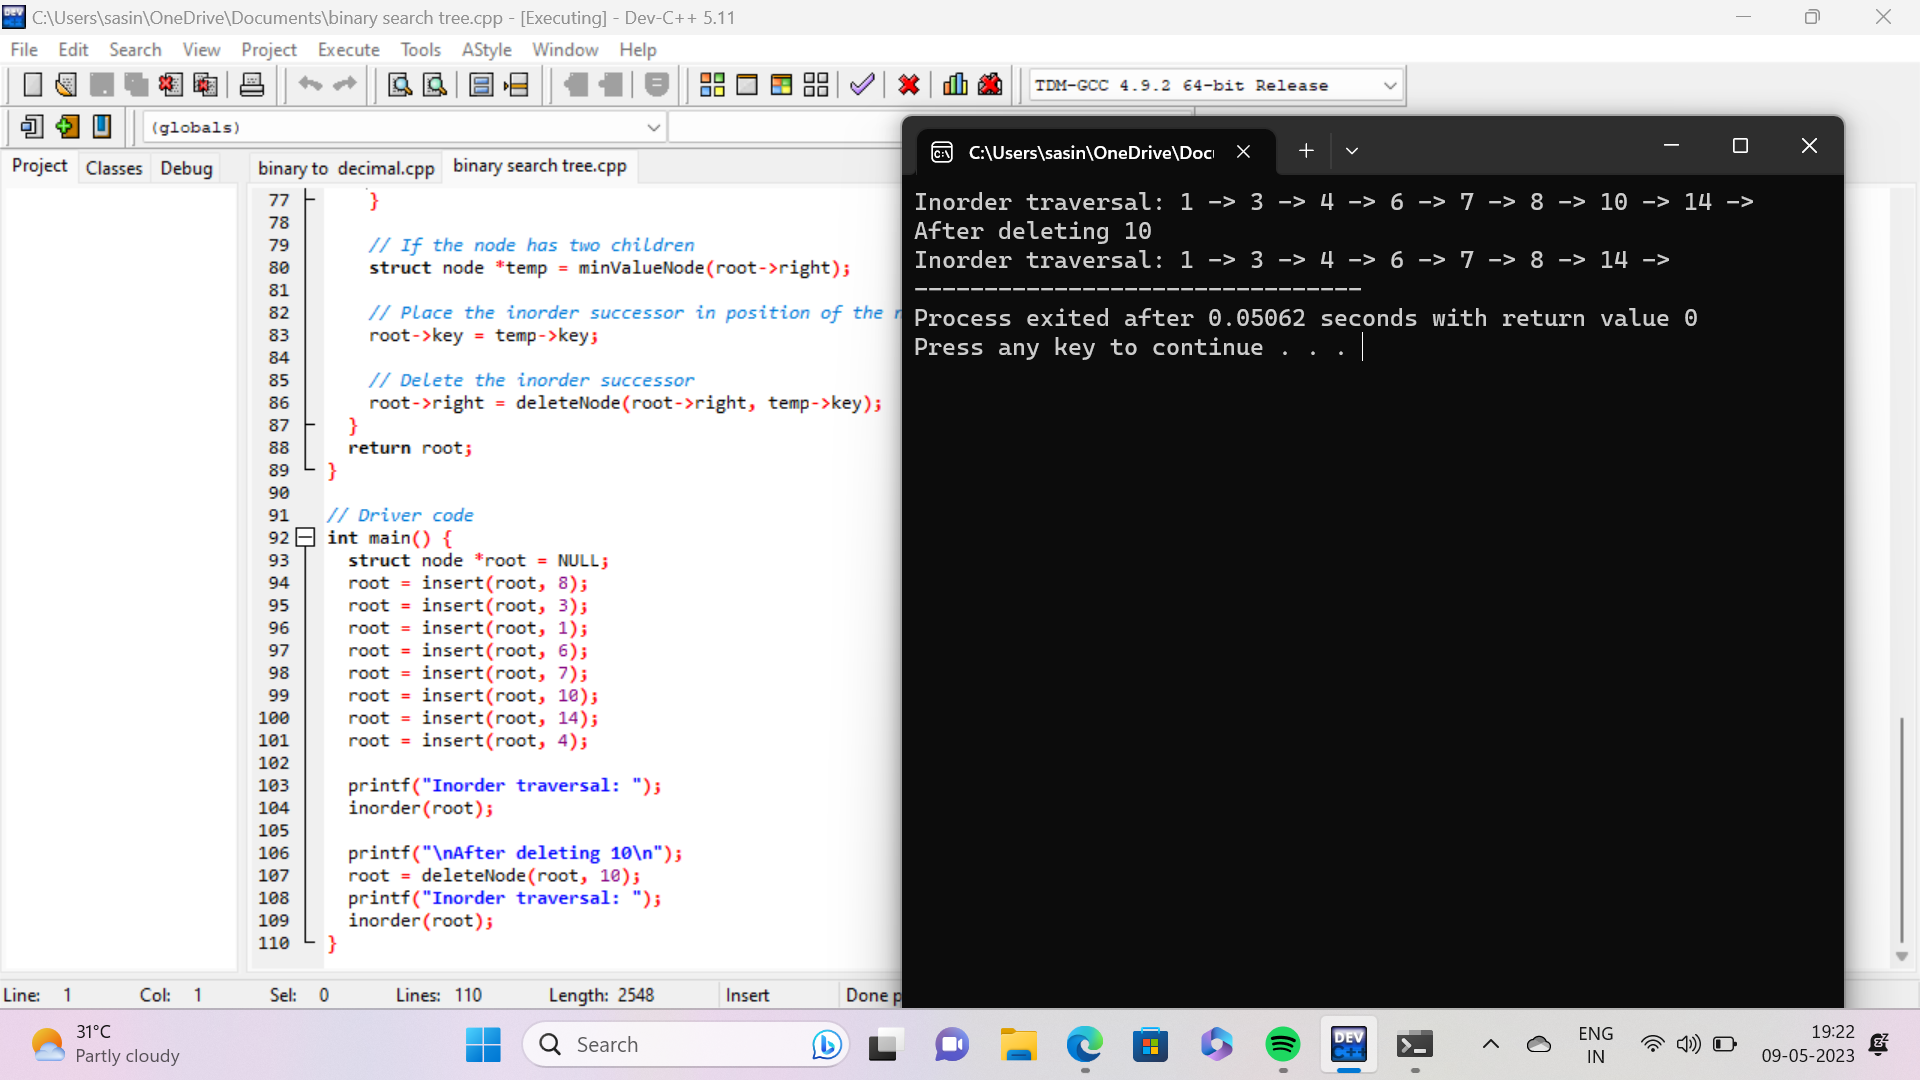 C:\Users\sasin\OneDrive\Documents\binary search tree.cpp - [Executing] - Dev-C++ 5.11
File Edit Search View Project Execute Tools AStyle Window Help
TDM-GCC 4.9.2 64-bit Release
(globals)
Project Classes Debug
binary to decimal.cpp binary search tree.cpp
77 }
78
79 // If the node has two children
80 struct node *temp = minValueNode(root->right);
81
82 // Place the inorder successor in position of the
83 root->key = temp->key;
84
85 // Delete the inorder successor
86 root->right = deleteNode(root->right, temp->key);
87 }
88 return root;
89 }
90
91 // Driver code
92 int main() {
93 struct node *root = NULL;
94 root = insert(root, 8);
95 root = insert(root, 3);
96 root = insert(root, 1);
97 root = insert(root, 6);
98 root = insert(root, 7);
99 root = insert(root, 10);
100 root = insert(root, 14);
101 root = insert(root, 4);
102
103 printf("Inorder traversal: ");
104 inorder(root);
105
106 printf("\nAfter deleting 10\n");
107 root = deleteNode(root, 10);
108 printf("Inorder traversal: ");
109 inorder(root);
110 }
C:\Users\sasin\OneDrive\Doc
Inorder traversal: 1 -> 3 -> 4 -> 6 -> 7 -> 8 -> 10 -> 14 ->
After deleting 10
Inorder traversal: 1 -> 3 -> 4 -> 6 -> 7 -> 8 -> 14 ->
--------------------------------
Process exited after 0.05062 seconds with return value 0
Press any key to continue . . .
Line: 1 Col: 1 Sel: 0 Lines: 110 Length: 2548 Insert Done
31°C
Partly cloudy
Search
DEV
C++
ENG
IN
19:22
09-05-2023